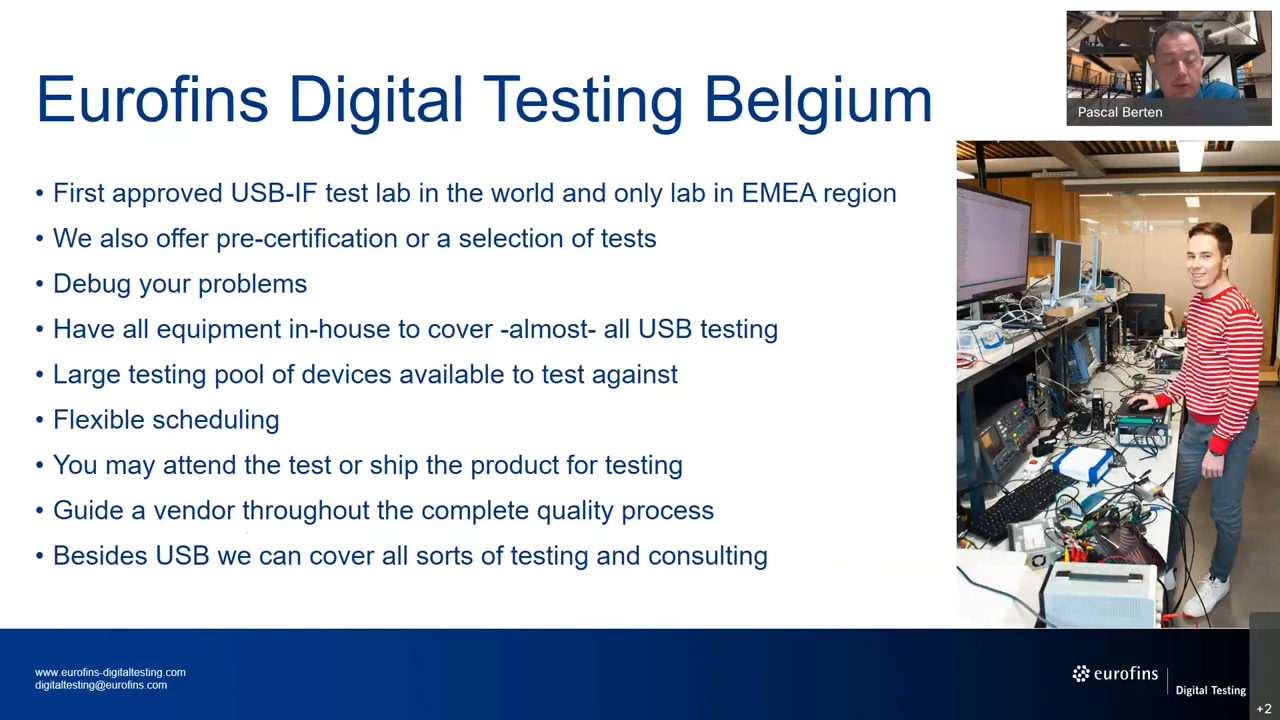 Eurofins Digital Testing Belgium
Pascal Berten
• First approved USB-IF test lab in the world and only lab in EMEA region
• We also offer pre-certification or a selection of tests
• Debug your problems
• Have all equipment in-house to cover -almost- all USB testing
• Large testing pool of devices available to test against
• Flexible scheduling
• You may attend the test or ship the product for testing
• Guide a vendor throughout the complete quality process
• Besides USB we can cover all sorts of testing and consulting
www.eurofins-digitaltesting.com
digitaltesting@eurofins.com
eurofins
Digital Testing
+2